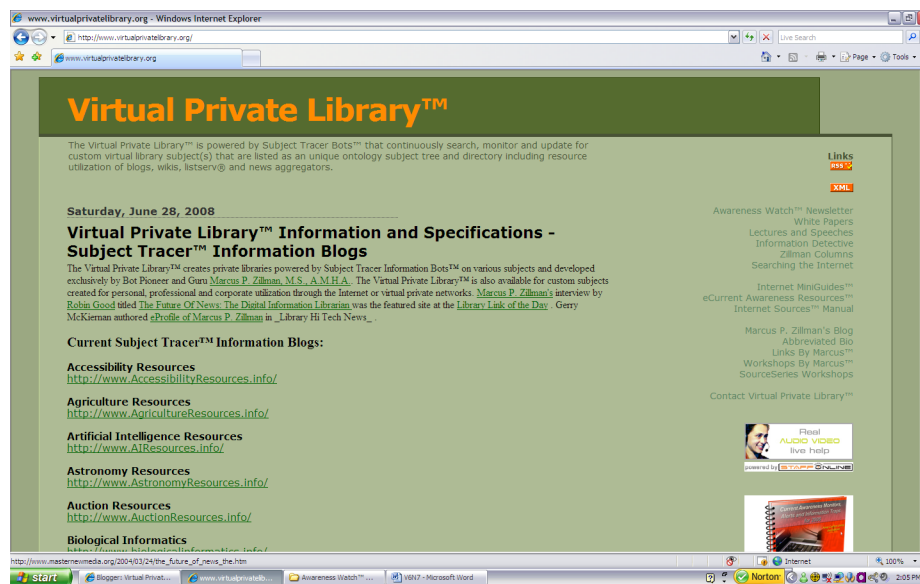 www.virtualprivatelibrary.org - Windows Internet Explorer
http://www.virtualprivatelibrary.org/
Live Search
www.virtualprivatelibrary.org
Page
Tools
Virtual Private Library™
The Virtual Private Library™ is powered by Subject Tracer Bots™ that continuously search, monitor and update for
custom virtual library subject(s) that are listed as an unique ontology subject tree and directory including resource
utilization of blogs, wikis, listserv® and news aggregators.
Saturday, June 28, 2008
Virtual Private Library™ Information and Specifications -
Subject Tracer™ Information Blogs
The Virtual Private Library™ creates private libraries powered by Subject Tracer Information Bots™ on various subjects and developed
exclusively by Bot Pioneer and Guru Marcus P. Zillman, M.S., A.M.H.A.. The Virtual Private Library™ is also available for custom subjects
created for personal, professional and corporate utilization through the Internet or virtual private networks. Marcus P. Zillman's interview by
Robin Good titled The Future Of News: The Digital Information Librarian was the featured site at the Library Link of the Day . Gerry
McKiernan authored eProfile of Marcus P. Zillman in _Library Hi Tech News_ .
Current Subject Tracer™ Information Blogs:
Accessibility Resources
http://www.AccessibilityResources.info/
Agriculture Resources
http://www.AgricultureResources.info/
Artificial Intelligence Resources
http://www.AIResources.info/
Astronomy Resources
http://www.AstronomyResources.info/
Auction Resources
http://www.AuctionResources.info/
Biological Informatics
http://www.biologicalinformatics.info/
Links
RSS
XML
Awareness Watch™ Newsletter
White Papers
Lectures and Speeches
Information Detective
Zillman Columns
Searching the Internet
Internet MiniGuides™
eCurrent Awareness Resources™
Internet Sources™ Manual
Marcus P. Zillman's Blog
Abbreviated Bio
Links By Marcus™
Workshops By Marcus™
SourceSeries Workshops
Contact Virtual Private Library™
Real
AUDIO VIDEO
live help
powered by STAFF ONLINE
http://www.masternewmedia.org/2004/03/24/the_future_of_news_the.htm
Internet
100%
start
Blogger: Virtual Privat...
www.virtualprivatelib...
Awareness Watch™ ...
V6N7 - Microsoft Word
Norton
2:05 PM